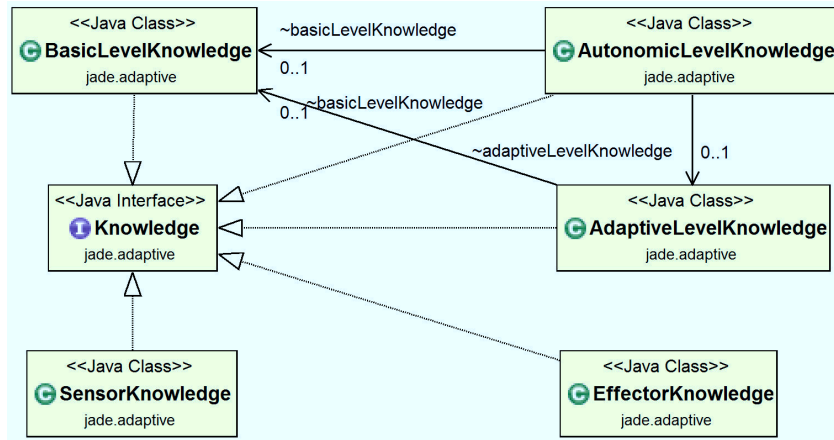 <<Java Class>>
BasicLevelKnowledge
jade.adaptive
~basicLevelKnowledge
0..1
<<Java Class>>
AutonomicLevelKnowledge
jade.adaptive
~basicLevelKnowledge
0..1
~adaptiveLevelKnowledge
0..1
<<Java Interface>>
I Knowledge
jade.adaptive
<<Java Class>>
AdaptiveLevelKnowledge
jade.adaptive
<<Java Class>>
SensorKnowledge
jade.adaptive
<<Java Class>>
EffectorKnowledge
jade.adaptive